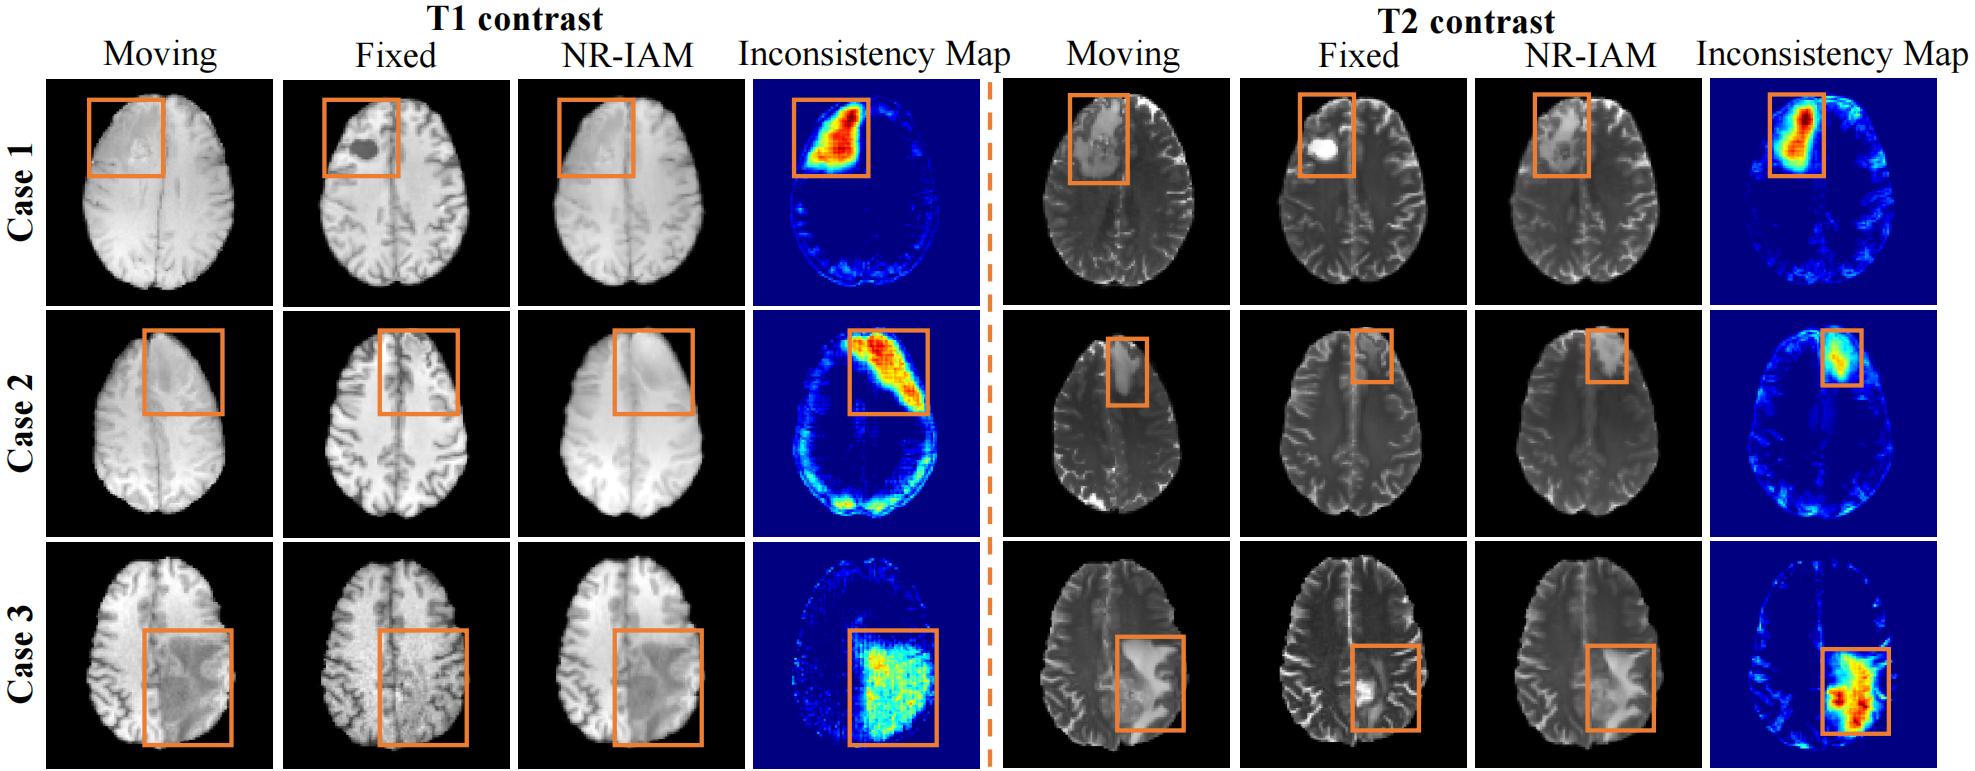 T1 contrast
T2 contrast
Moving
Fixed
NR-IAM
Inconsistency Map
Moving
Fixed
NR-IAM
Inconsistency Map
Case 1
Case 2
Case 3